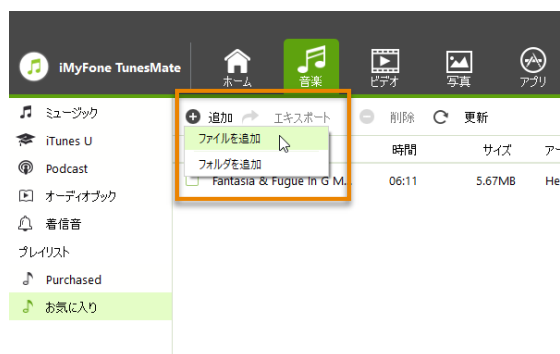 iMyFone TunesMate
ホーム
音楽
ビデオ
写真
アプリ
ミュージック
iTunes U
Podcast
オーディオブック
着信音
プレイリスト
Purchased
お気に入り
追加 エキスポート 削除 更新
ファイルを追加
フォルダを追加
時間 サイズ アー
Fantasia & Fugue In G M... 06:11 5.67MB He